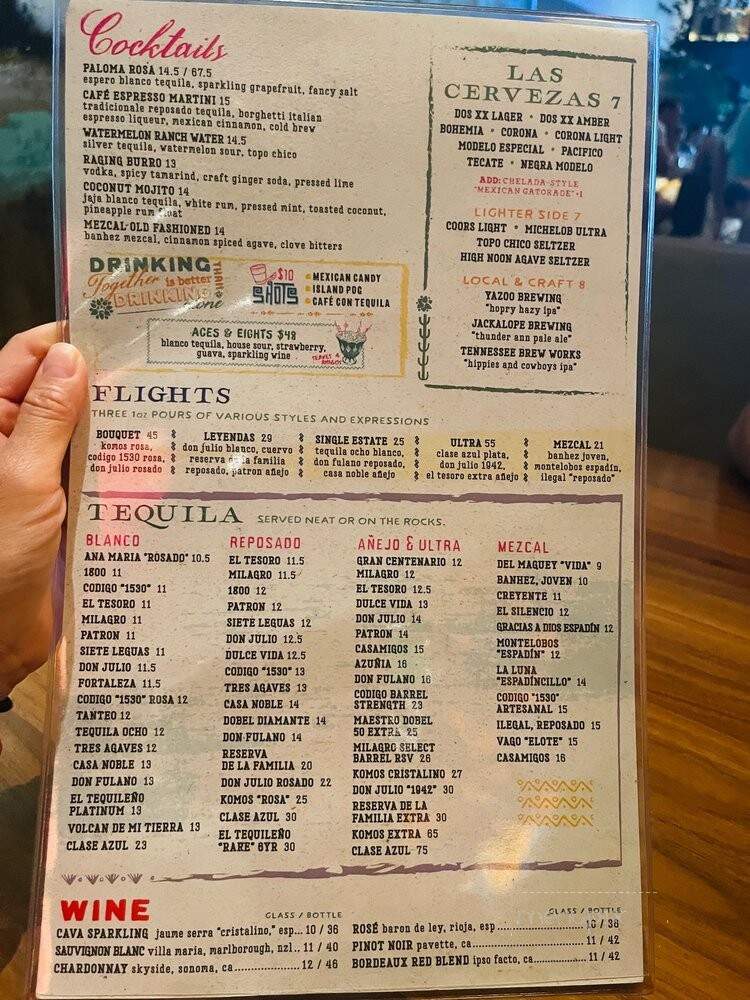 Cocktails
PALOMA ROSA 14.5 / 67.5
espero blanco tequila, sparkling grapefruit, fancy salt
CAFÉ ESPRESSO MARTINI 15
tradicionale reposado tequila, borghetti italian
espresso liqueur, mexican cinnamon, cold brew
WATERMELON RANCH WATER 14.5
silver tequila, watermelon sour, topo chico
RAGING BURRO 13
vodka, spicy tamarind, craft ginger soda, pressed lime
COCONUT MOJITO 14
jaja blanco tequila, white rum, pressed mint, toasted coconut,
pineapple rum float
MEZCAL OLD FASHIONED 14
banhez mezcal, cinnamon spiced agave, clove bitters
DRINKING
Together is better
THAN
DRINKING
alone
$10
SHOTS
MEXICAN CANDY
ISLAND POG
CAFÉ CON TEQUILA
ACES & EIGHTS $48
blanco tequila, house sour, strawberry,
guava, sparkling wine
LAS
CERVEZAS 7
DOS XX LAGER • DOS XX AMBER
BOHEMIA • CORONA • CORONA LIGHT
MODELO ESPECIAL • PACIFICO
TECATE • NEGRA MODELO
ADD: CHELADA-STYLE
"MEXICAN GATORADE" +1
LIGHTER SIDE 7
COORS LIGHT • MICHELOB ULTRA
TOPO CHICO SELTZER
HIGH NOON AGAVE SELTZER
LOCAL & CRAFT 8
YAZOO BREWING
"hopry hazy ipa"
JACKALOPE BREWING
"thunder ann pale ale"
TENNESSEE BREW WORKS
"hippies and cowboys ipa"
FLIGHTS
THREE 1oz POURS OF VARIOUS STYLES AND EXPRESSIONS
BOUQUET 45
komos rosa,
codigo 1530 rosa,
don julio rosado
LEYENDAS 29
don julio blanco, cuervo
reserva de la familia
reposado, patron añejo
SINGLE ESTATE 25
tequila ocho blanco,
don fulano reposado,
casa noble añejo
ULTRA 55
clase azul plata,
don julio 1942,
el tesoro extra añejo
MEZCAL 21
banhez joven,
montelobos espadín,
ilegal "reposado"
TEQUILA SERVED NEAT OR ON THE ROCKS.
BLANCO
ANA MARIA "ROSADO" 10.5
1800 11
CODIGO "1530" 11
EL TESORO 11
MILAGRO 11
PATRON 11
SIETE LEGUAS 11
DON JULIO 11.5
FORTALEZA 11.5
CODIGO "1530" ROSA 12
TANTEO 12
TEQUILA OCHO 12
TRES AGAVES 12
CASA NOBLE 13
DON FULANO 13
EL TEQUILEÑO
PLATINUM 13
VOLCAN DE MI TIERRA 13
CLASE AZUL 23
REPOSADO
EL TESORO 11.5
MILAGRO 11.5
1800 12
PATRON 12
SIETE LEGUAS 12
DON JULIO 12.5
DULCE VIDA 12.5
CODIGO "1530" 13
TRES AGAVES 13
CASA NOBLE 14
DOBEL DIAMANTE 14
DON FULANO 14
RESERVA
DE LA FAMILIA 20
DON JULIO ROSADO 22
KOMOS "ROSA" 25
CLASE AZUL 30
EL TEQUILEÑO
"RARE" 6YR 30
AÑEJO & ULTRA
GRAN CENTENARIO 12
MILAGRO 12
EL TESORO 12.5
DULCE VIDA 13
DON JULIO 14
PATRON 14
CASAMIGOS 15
AZUÑIA 16
DON FULANO 16
CODIGO BARREL
STRENGTH 23
MAESTRO DOBEL
50 EXTRA 25
MILAGRO SELECT
BARREL RSV 26
KOMOS CRISTALINO 27
DON JULIO "1942" 30
RESERVA DE LA
FAMILIA EXTRA 30
KOMOS EXTRA 65
CLASE AZUL 75
MEZCAL
DEL MAGUEY "VIDA" 9
BANHEZ, JOVEN 10
CREYENTE 11
EL SILENCIO 12
GRACIAS A DIOS ESPADÍN 12
MONTELOBOS
"ESPADÍN" 12
LA LUNA
"ESPADÍNCILLO" 14
CODIGO "1530"
ARTESANAL 15
ILEGAL, REPOSADO 15
VAGO "ELOTE" 15
CASAMIGOS 16
WINE
GLASS / BOTTLE
CAVA SPARKLING jaume serra "cristalino," esp... 10 / 36
SAUVIGNON BLANC villa maria, marlborough, nzl.. 11 / 40
CHARDONNAY skyside, sonoma, ca................ 12 / 46
GLASS / BOTTLE
ROSÉ baron de ley, rioja, esp................ 10 / 36
PINOT NOIR pavette, ca................ 11 / 42
BORDEAUX RED BLEND ipso facto, ca......... 11 / 42